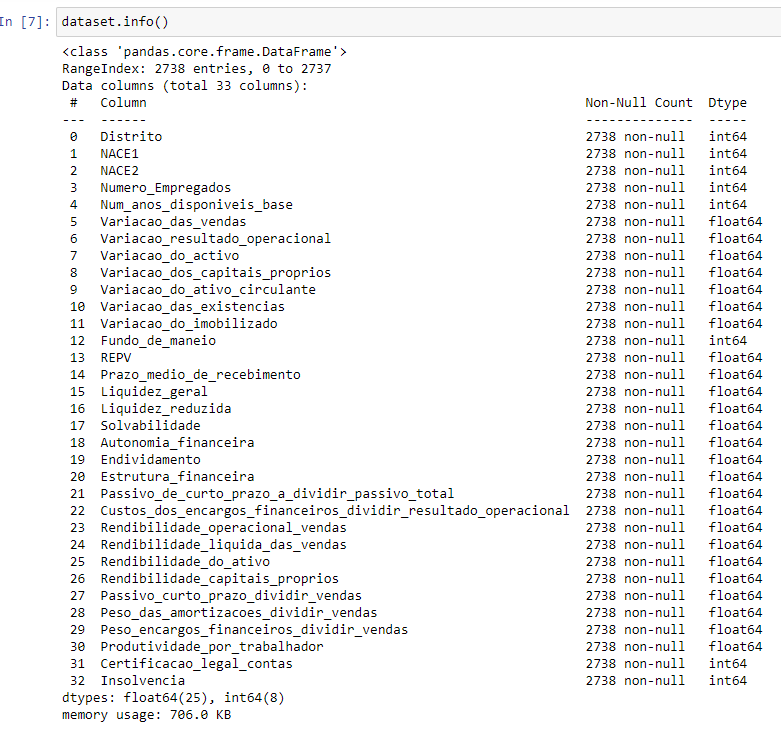 In [7]: dataset.info()
<class 'pandas.core.frame.DataFrame'>
RangeIndex: 2738 entries, 0 to 2737
Data columns (total 33 columns):
#   Column   Non-Null Count  Dtype
---  ------  --------------  -----
0   Distrito  2738 non-null  int64
1   NACE1  2738 non-null  int64
2   NACE2  2738 non-null  int64
3   Numero_Empregados  2738 non-null  int64
4   Num_anos_disponiveis_base  2738 non-null  int64
5   Variacao_das_vendas  2738 non-null  float64
6   Variacao_resultado_operacional  2738 non-null  float64
7   Variacao_do_activo  2738 non-null  float64
8   Variacao_dos_capitais_proprios  2738 non-null  float64
9   Variacao_do_ativo_circulante  2738 non-null  float64
10  Variacao_das_existencias  2738 non-null  float64
11  Variacao_do_imobilizado  2738 non-null  float64
12  Fundo_de_maneio  2738 non-null  int64
13  REPV  2738 non-null  float64
14  Prazo_medio_de_recebimento  2738 non-null  float64
15  Liquidez_geral  2738 non-null  float64
16  Liquidez_reduzida  2738 non-null  float64
17  Solvabilidade  2738 non-null  float64
18  Autonomia_financeira  2738 non-null  float64
19  Endividamento  2738 non-null  float64
20  Estrutura_financeira  2738 non-null  float64
21  Passivo_de_curto_prazo_a_dividir_passivo_total  2738 non-null  float64
22  Custos_dos_encargos_financeiros_dividir_resultado_operacional  2738 non-null  float64
23  Rendibilidade_operacional_vendas  2738 non-null  float64
24  Rendibilidade_liquida_das_vendas  2738 non-null  float64
25  Rendibilidade_do_ativo  2738 non-null  float64
26  Rendibilidade_capitais_proprios  2738 non-null  float64
27  Passivo_curto_prazo_dividir_vendas  2738 non-null  float64
28  Peso_das_amortizacoes_dividir_vendas  2738 non-null  float64
29  Peso_encargos_financeiros_dividir_vendas  2738 non-null  float64
30  Produtividade_por_trabalhador  2738 non-null  float64
31  Certificacao_legal_contas  2738 non-null  int64
32  Insolvencia  2738 non-null  int64
dtypes: float64(25), int64(8)
memory usage: 706.0 KB